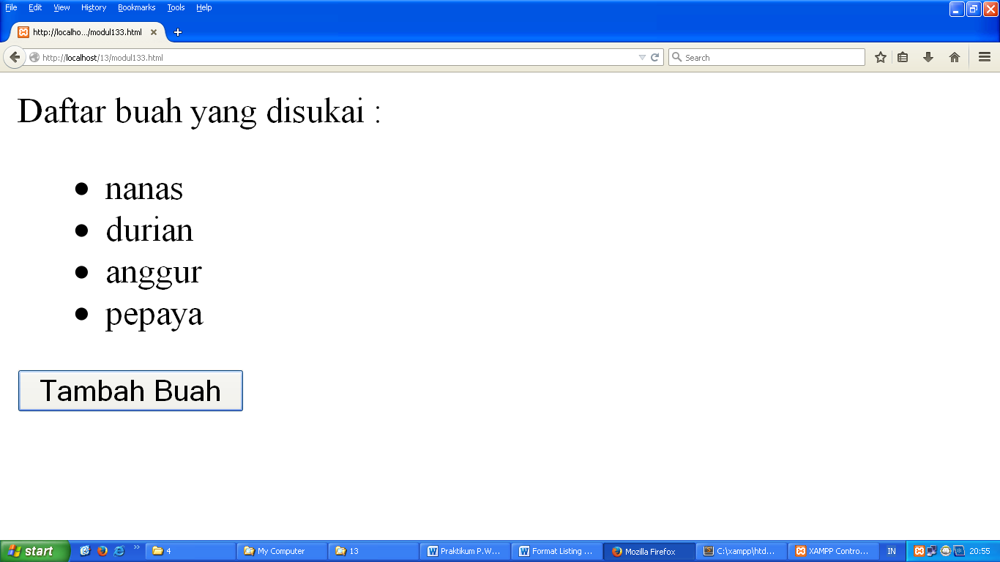 File Edit View History Bookmarks Tools Help
http://localho.../modul133.html
http://localhost/13/modul133.html
Search
Daftar buah yang disukai :
nanas
durian
anggur
pepaya
Tambah Buah
start
4
My Computer
13
Praktikum P.W...
Format Listing ...
Mozilla Firefox
C:\xampp\htd...
XAMPP Contro...
IN
20:55